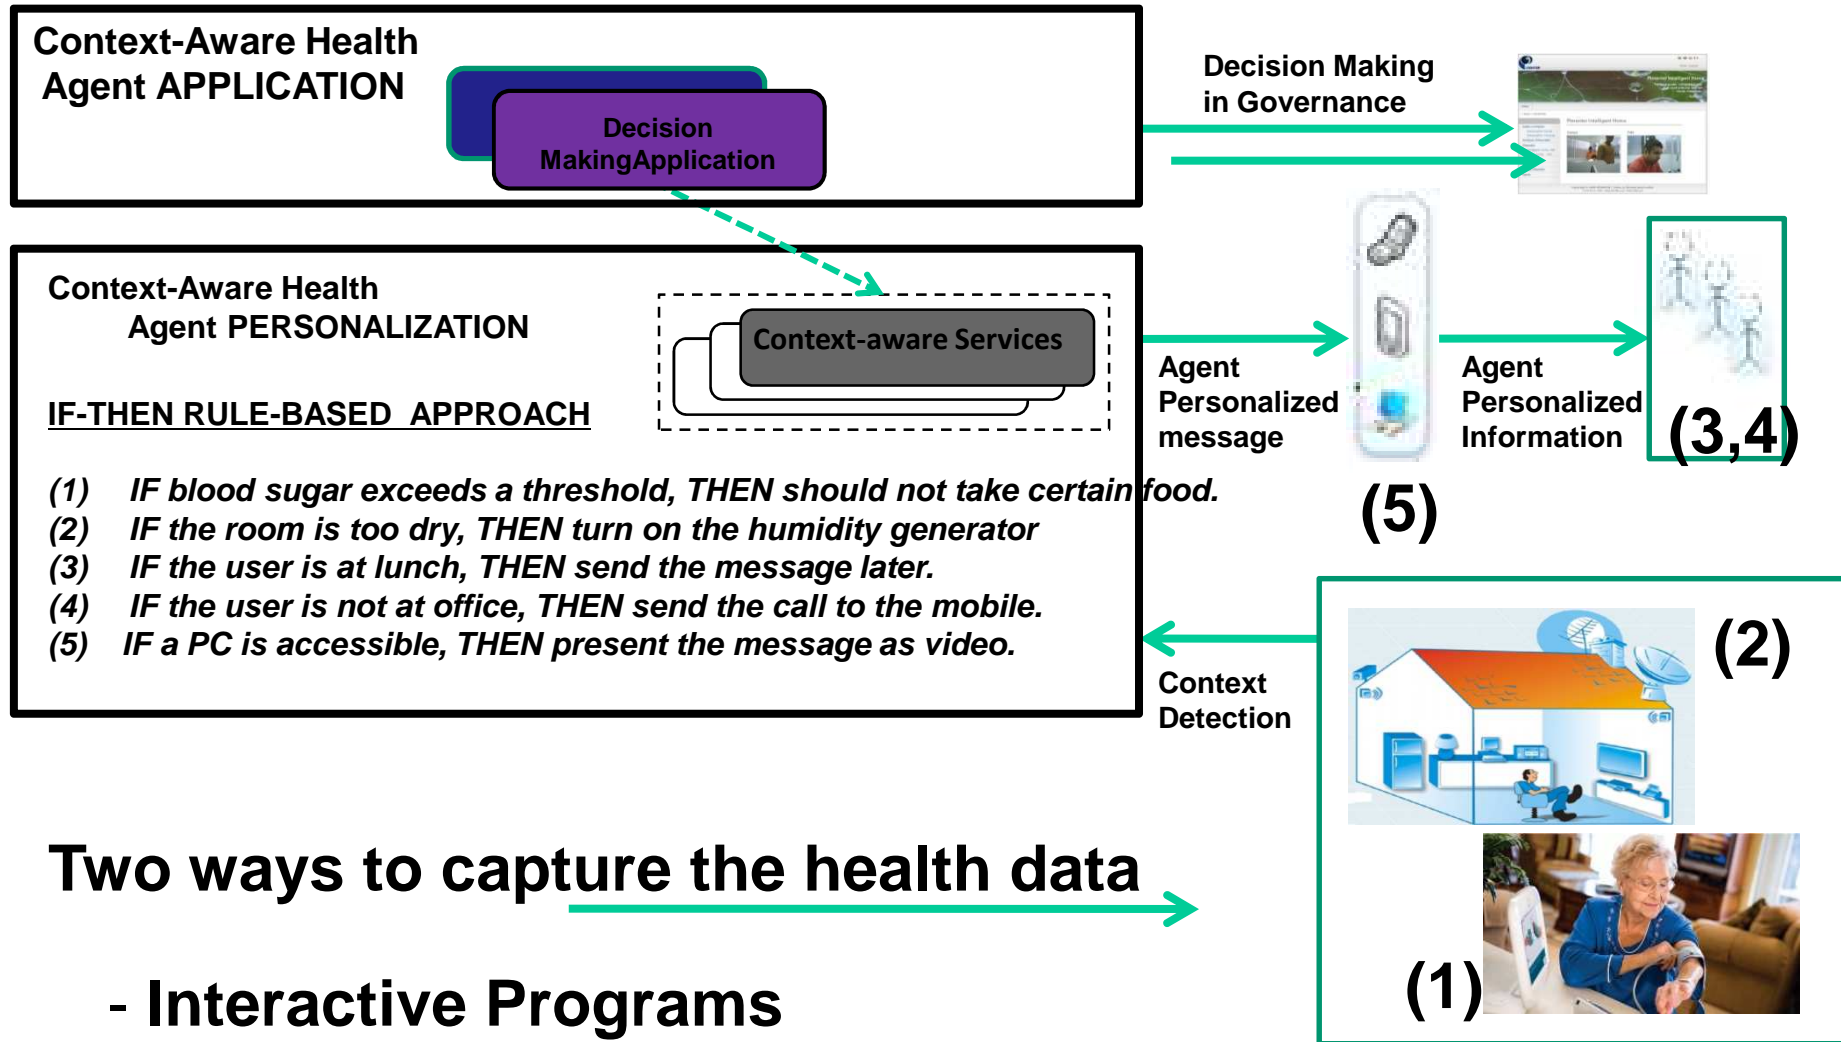 Context-Aware Health
Agent APPLICATION
Decision
MakingApplication
Decision Making
in Governance
Context-Aware Health
Agent PERSONALIZATION
Context-aware Services
IF-THEN RULE-BASED  APPROACH
(1) IF blood sugar exceeds a threshold, THEN should not take certain food.
(2) IF the room is too dry, THEN turn on the humidity generator
(3) IF the user is at lunch, THEN send the message later.
(4) IF the user is not at office, THEN send the call to the mobile.
(5) IF a PC is accessible, THEN present the message as video.
Agent
Personalized
message
(5)
Agent
Personalized
Information
(3,4)
Context
Detection
(2)
(1)
Two ways to capture the health data
- Interactive Programs